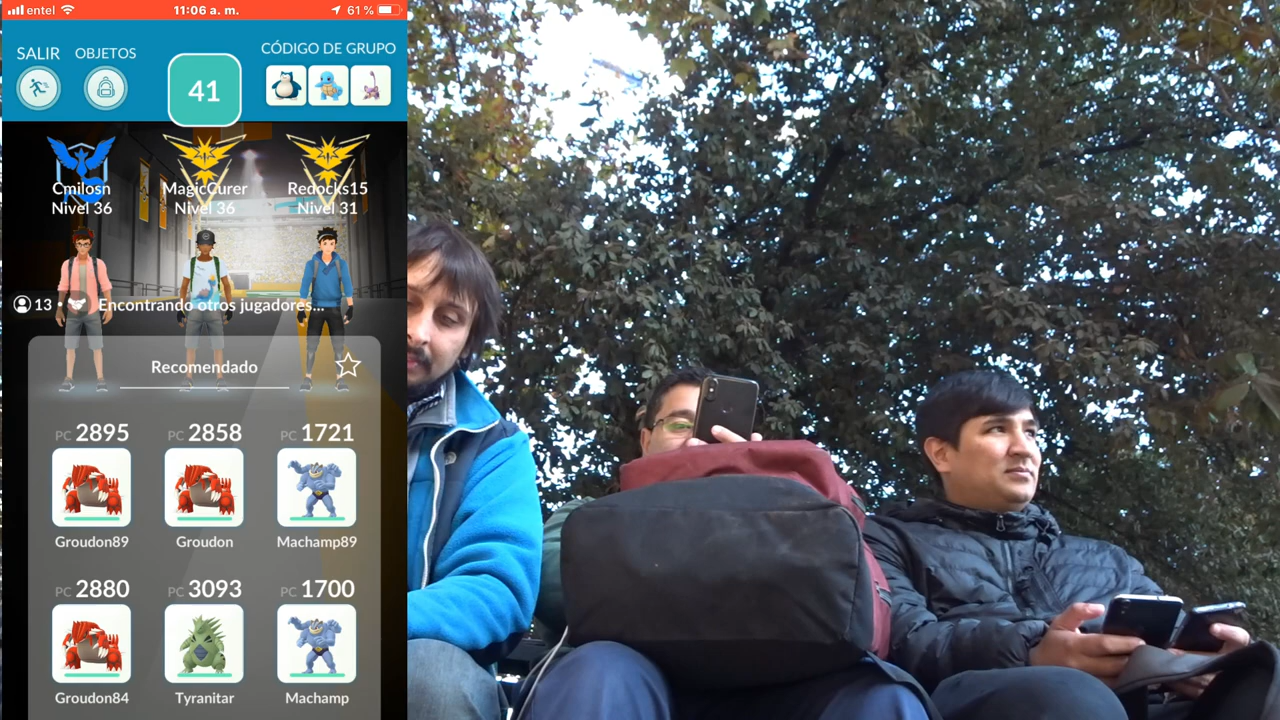 entel 11:06 a. m. 61 %
SALIR OBJETOS CÓDIGO DE GRUPO
41
Cmilosn MagicCurer Redocks15
Nivel 36 Nivel 36 Nivel 31
13 • Encontrando otros jugadores...
Recomendado
PC 2895 PC 2858 PC 1721
Groudon89 Groudon Machamp89
PC 2880 PC 3093 PC 1700
Groudon84 Tyranitar Machamp